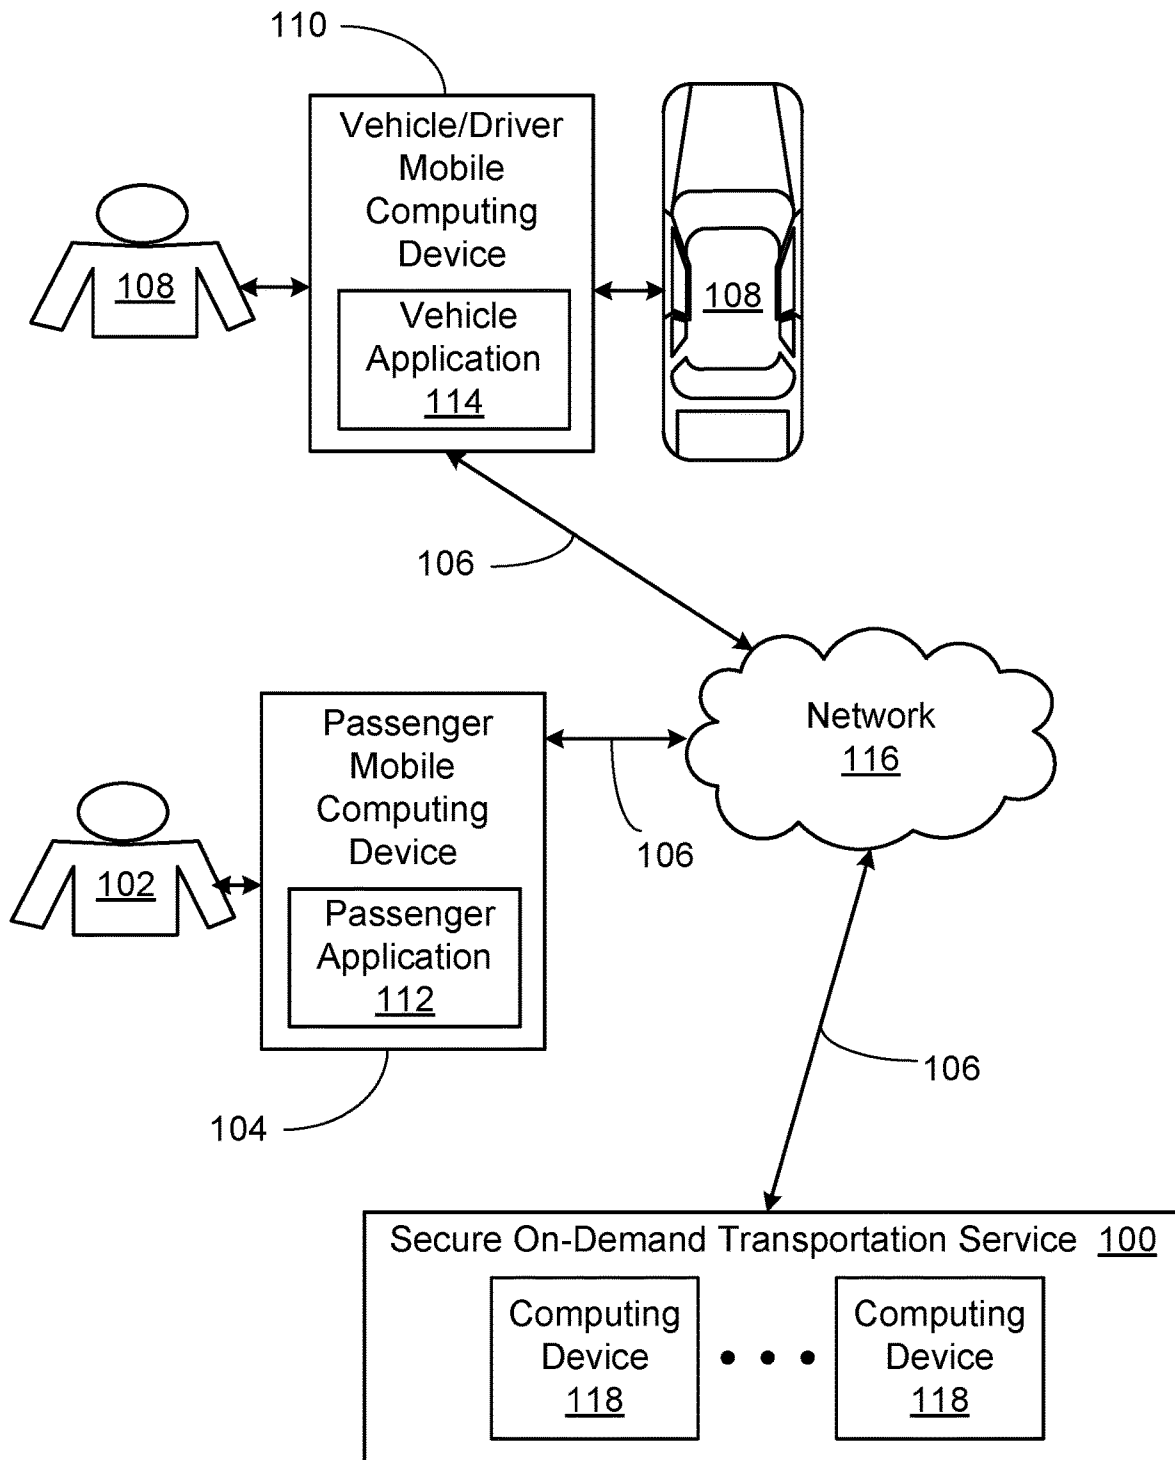 110
Vehicle/Driver
Mobile
Computing
Device
108
108
Vehicle
Application
114
106
Passenger
Mobile
Computing
Device
Network
116
106
102
Passenger
Application
112
106
104
Secure On-Demand Transportation Service 100
Computing
Device
118
Computing
Device
118